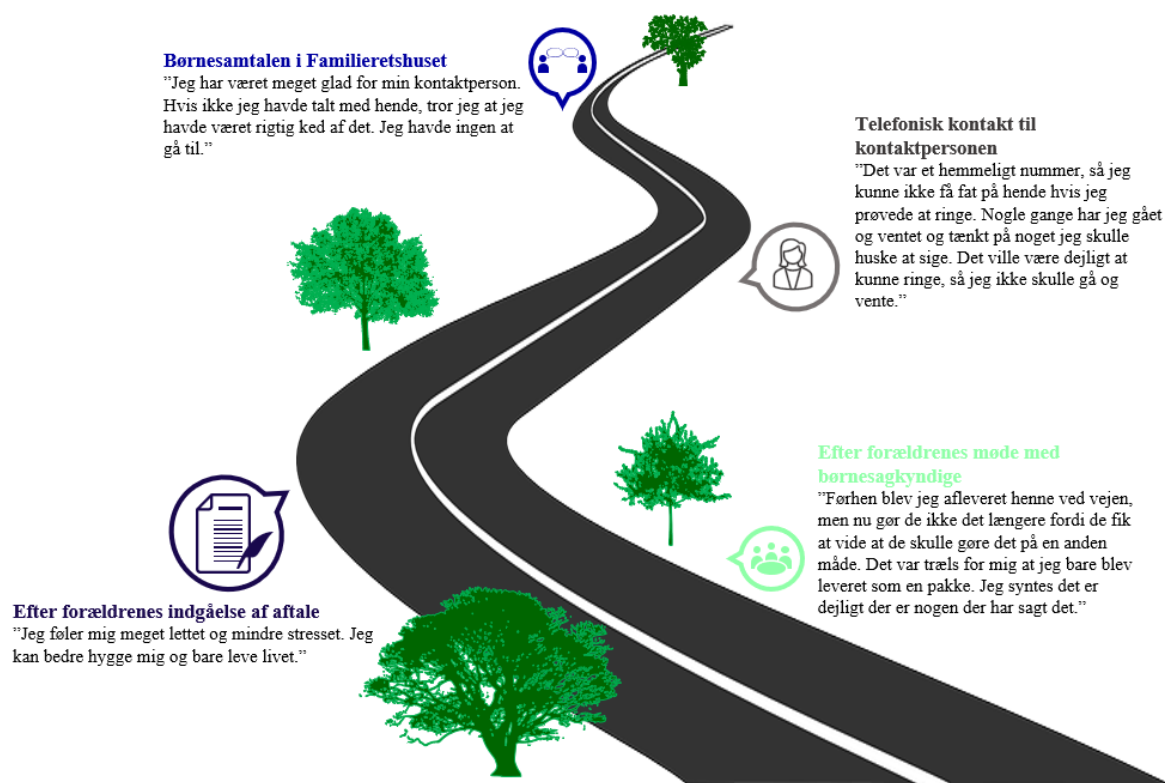 Børnesamtalen i Familieretshuset
”Jeg har været meget glad for min kontaktperson.
Hvis ikke jeg havde talt med hende, tror jeg at jeg
havde været rigtig ked af det. Jeg havde ingen at
gå til.”
Telefonisk kontakt til
kontaktpersonen
”Det var et hemmeligt nummer, så jeg
kunne ikke få fat på hende hvis jeg
prøvede at ringe. Nogle gange har jeg gået
og ventet og tænkt på noget jeg skulle
huske at sige. Det ville være dejligt at
kunne ringe, så jeg ikke skulle gå og
vente.”
Efter forældrenes møde med
børnesagkyndige
”Førhen blev jeg afleveret henne ved vejen,
men nu gør de ikke det længere fordi de fik
at vide at de skulle gøre det på en anden
måde. Det var træls for mig at jeg bare blev
leveret som en pakke. Jeg syntes det er
dejligt der er nogen der har sagt det.”
Efter forældrenes indgåelse af aftale
”Jeg føler mig meget lettet og mindre stresset. Jeg
kan bedre hygge mig og bare leve livet.”